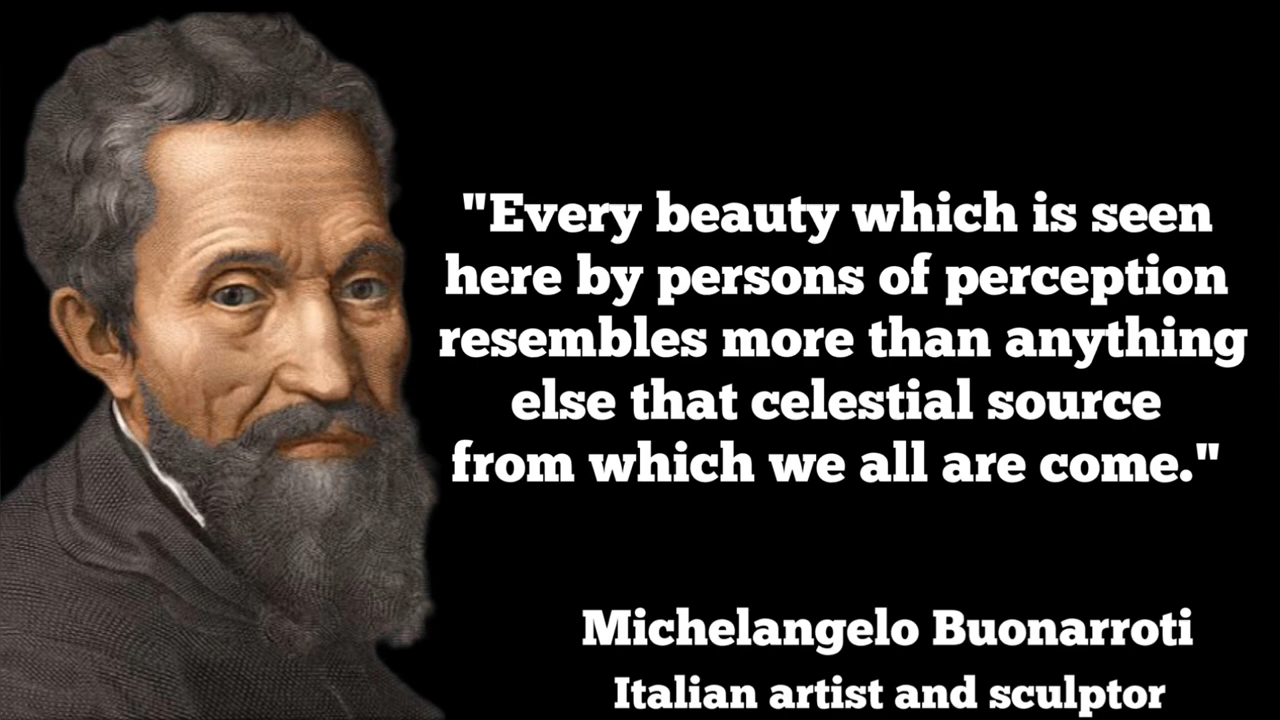 "Every beauty which is seen
here by persons of perception
resembles more than anything
else that celestial source
from which we all are come."
Michelangelo Buonarroti
Italian artist and sculptor